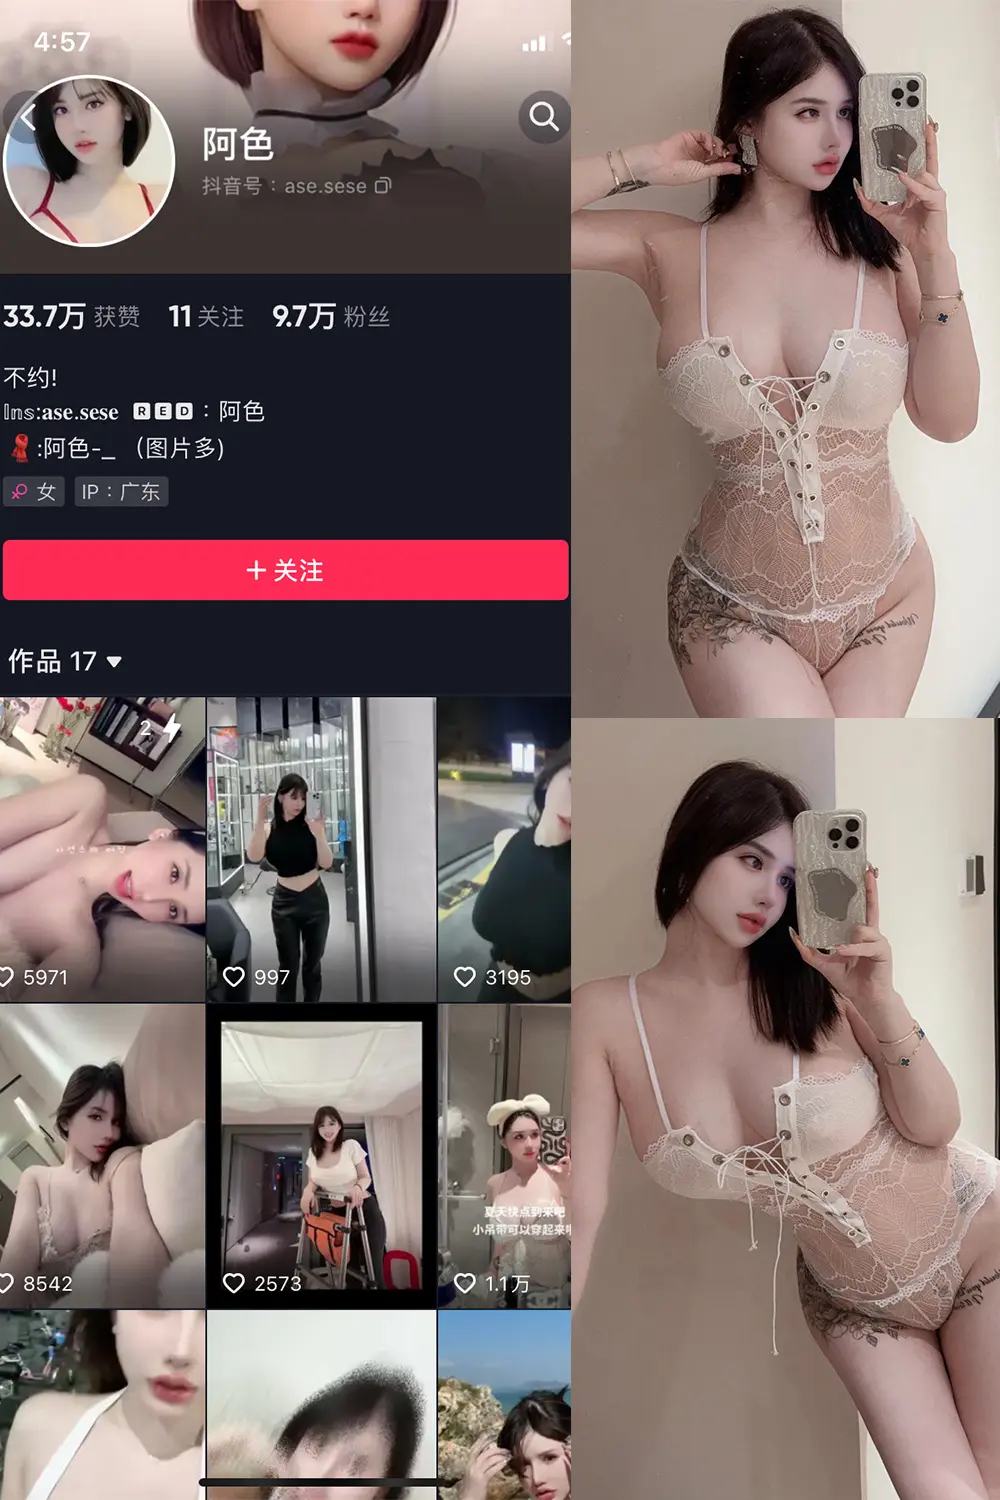 4:57
阿色
抖音号：ase.sese
33.7万 获赞 11 关注 9.7万 粉丝
不约!
𝕀𝕟𝕤:𝐚𝐬𝐞.𝐬𝐞𝐬𝐞 🆁🅴🅳：阿色
:阿色-_ （图片多)
女 IP：广东
+ 关注
作品 17
2
5971
997
3195
夏天快点到来吧
小吊带可以穿起来
8542
2573
1.1万